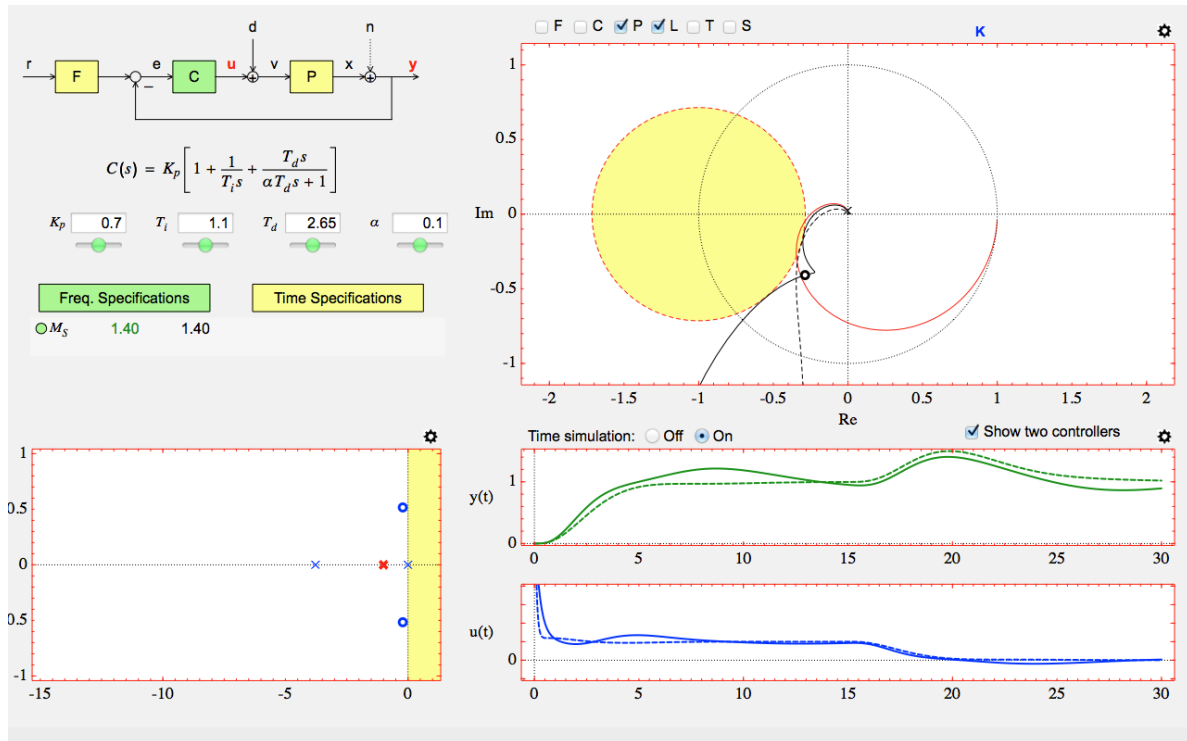 d n
r F e C u v P x y
C(s) = K_p[1 + 1/(T_i s) + T_d s/(αT_d s + 1)]
K_p 0.7 T_i 1.1 T_d 2.65 α 0.1
Freq. Specifications Time Specifications
M_S 1.40 1.40
F C P L T S K
1
0.5
Im 0
-0.5
-1
-2 -1.5 -1 -0.5 0 0.5 1 1.5 2
Re
1
0.5
0
0.5
-1
-15 -10 -5 0
Time simulation: Off On Show two controllers
y(t) 1
0
0 5 10 15 20 25 30
u(t)
0
0 5 10 15 20 25 30